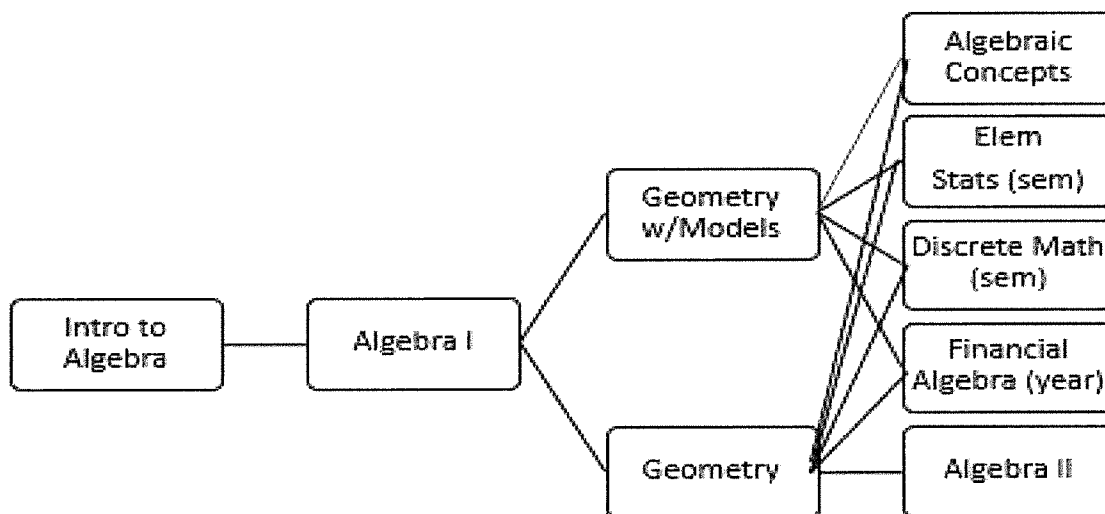 Intro to
Algebra
Algebra I
Geometry
w/Models
Geometry
Algebraic
Concepts
Elem
Stats (sem)
Discrete Math
(sem)
Financial
Algebra (year)
Algebra II